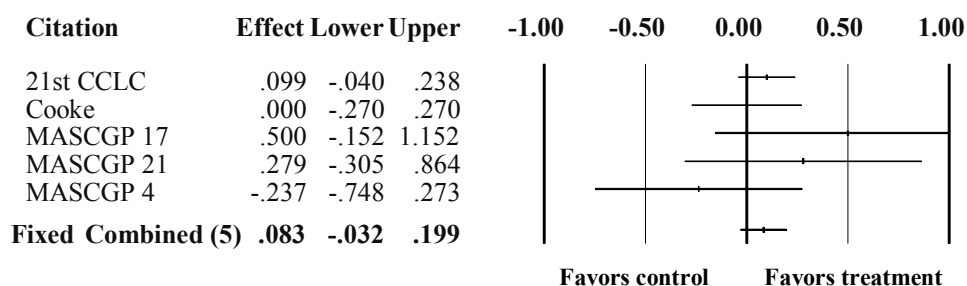 Citation Effect Lower Upper -1.00 -0.50 0.00 0.50 1.00
21st CCLC .099 -.040 .238
Cooke .000 -.270 .270
MASCGP 17 .500 -.152 1.152
MASCGP 21 .279 -.305 .864
MASCGP 4 -.237 -.748 .273
Fixed Combined (5) .083 -.032 .199
Favors control Favors treatment